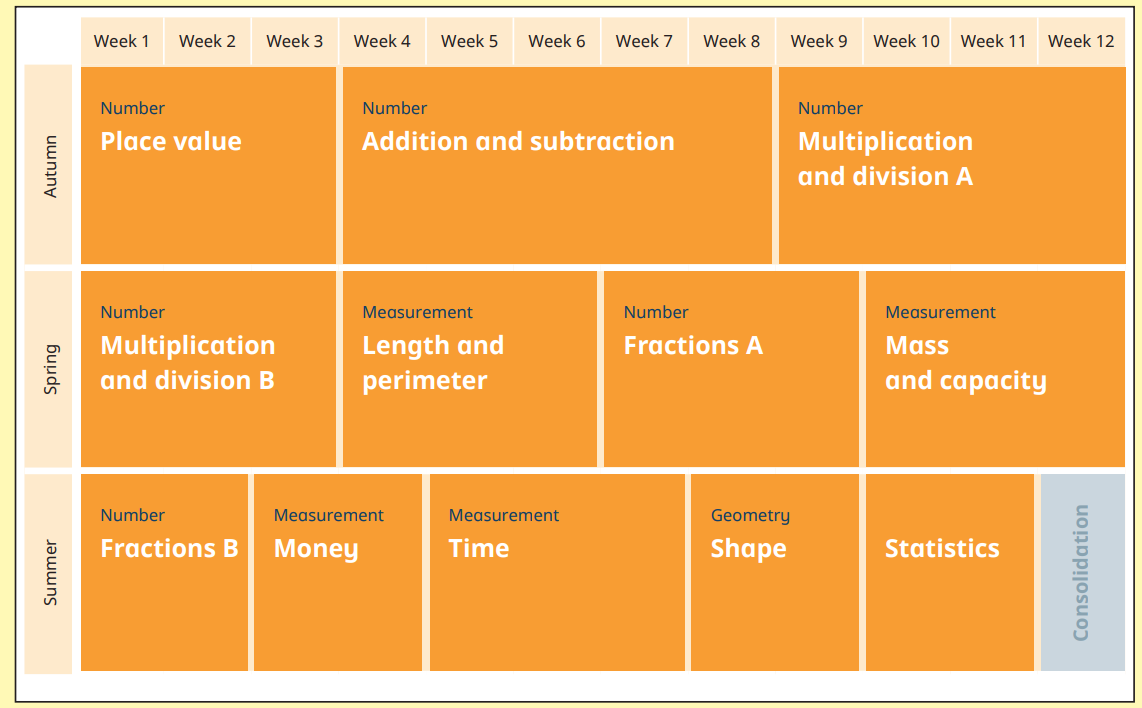 Week 1 Week 2 Week 3 Week 4 Week 5 Week 6 Week 7 Week 8 Week 9 Week 10 Week 11 Week 12
Autumn
Number
Place value
Number
Addition and subtraction
Number
Multiplication
and division A
Spring
Number
Multiplication
and division B
Measurement
Length and
perimeter
Number
Fractions A
Measurement
Mass
and capacity
Summer
Number
Fractions B
Measurement
Money
Measurement
Time
Geometry
Shape
Statistics
Consolidation